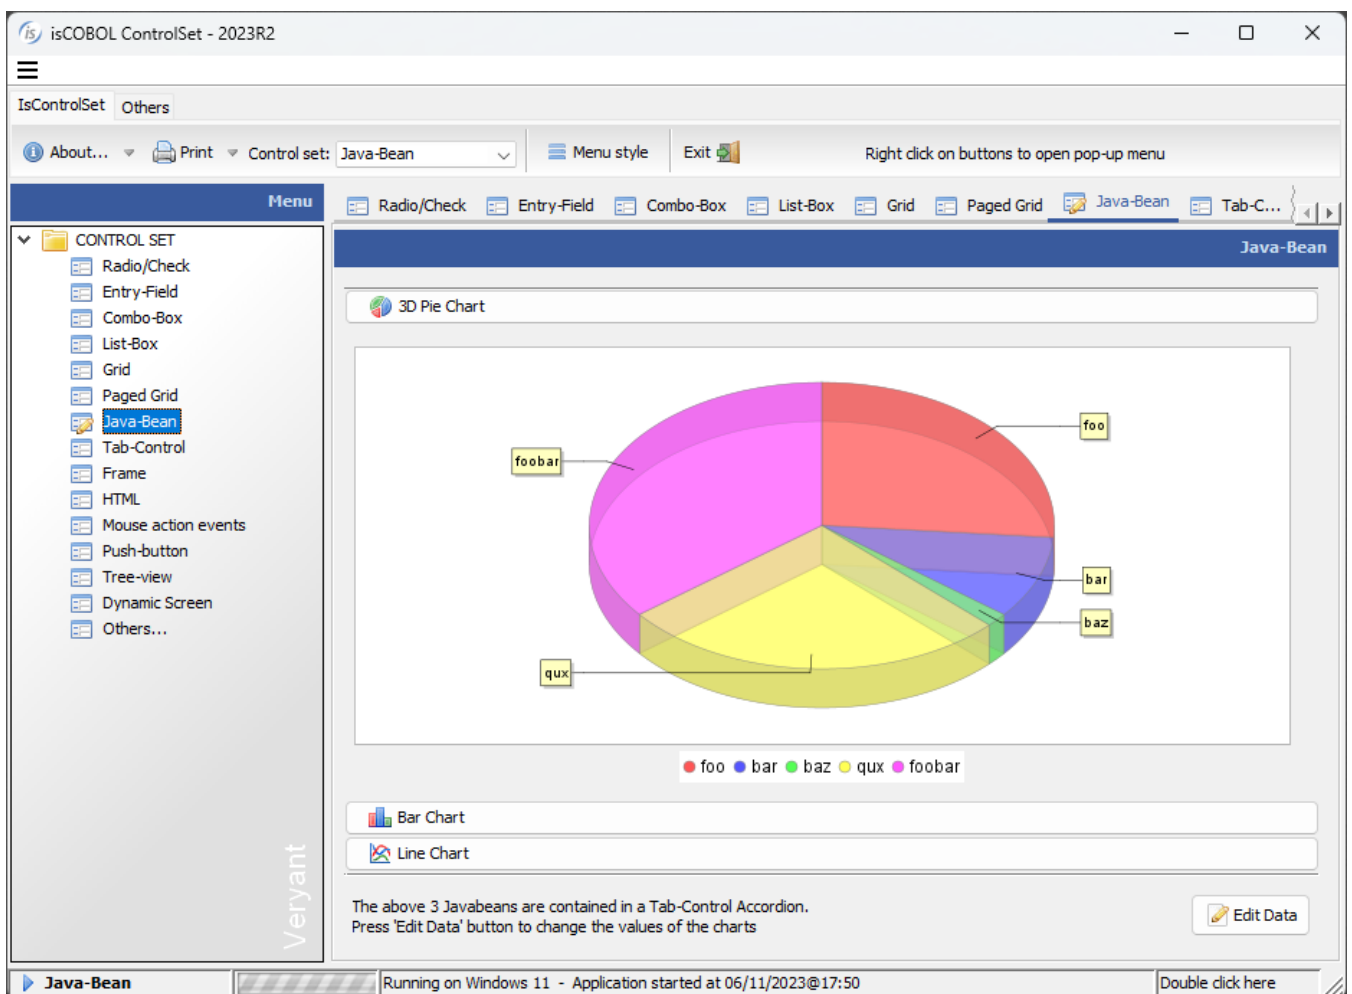 isCOBOL ControlSet - 2023R2
IsControlSet Others
About... Print Control set: Java-Bean Menu style Exit Right click on buttons to open pop-up menu
Menu
CONTROL SET
Radio/Check
Entry-Field
Combo-Box
List-Box
Grid
Paged Grid
Java-Bean
Tab-Control
Frame
HTML
Mouse action events
Push-button
Tree-view
Dynamic Screen
Others...
Veryant
Radio/Check Entry-Field Combo-Box List-Box Grid Paged Grid Java-Bean Tab-C...
Java-Bean
3D Pie Chart
foo
foobar
bar
baz
qux
foo bar baz qux foobar
Bar Chart
Line Chart
The above 3 Javabeans are contained in a Tab-Control Accordion.
Press 'Edit Data' button to change the values of the charts
Edit Data
Java-Bean Running on Windows 11 - Application started at 06/11/2023@17:50 Double click here